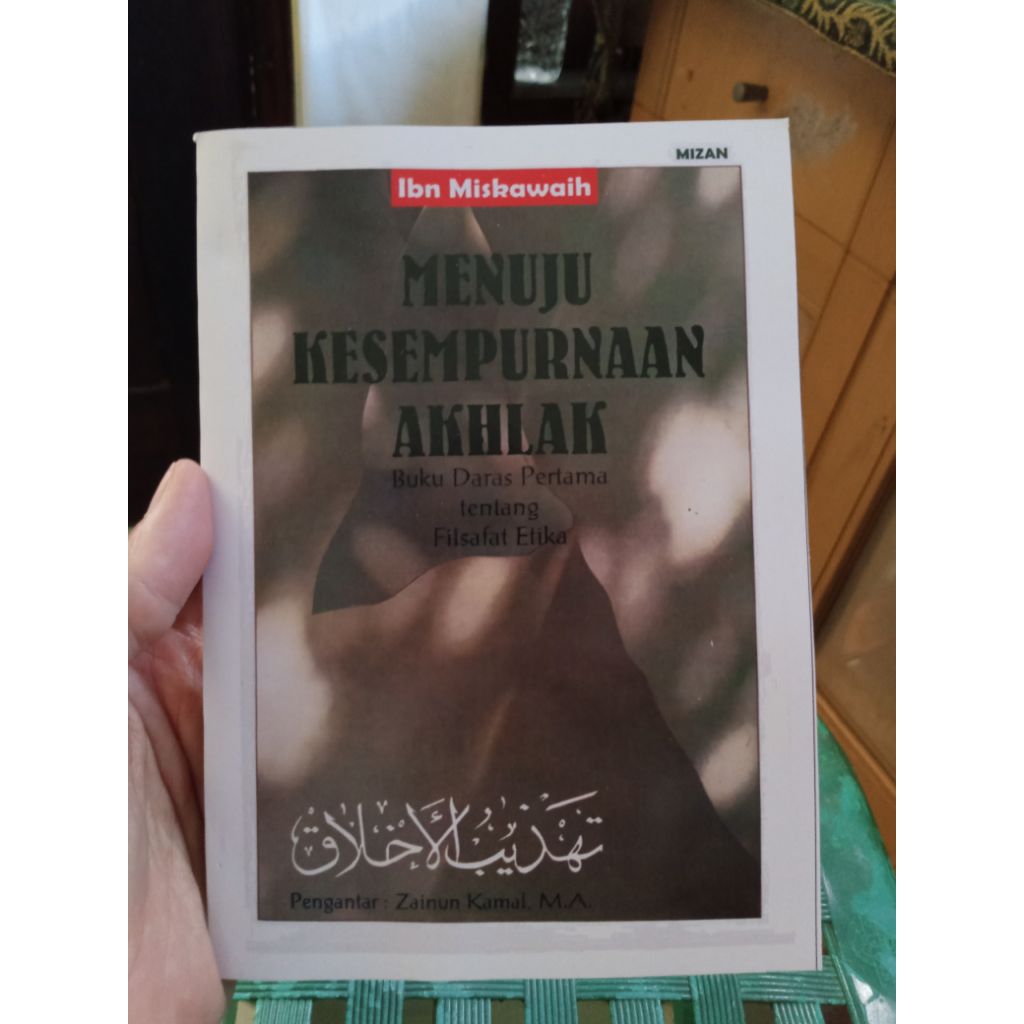 MIZAN
Ibn Miskawaih
MENUJU
KESEMPURNAAN
AKHLAK
Buku Daras Pertama
tentang
Filsafat Etika
تهذيب الأخلاق
Pengantar : Zainun Kamal, M.A.